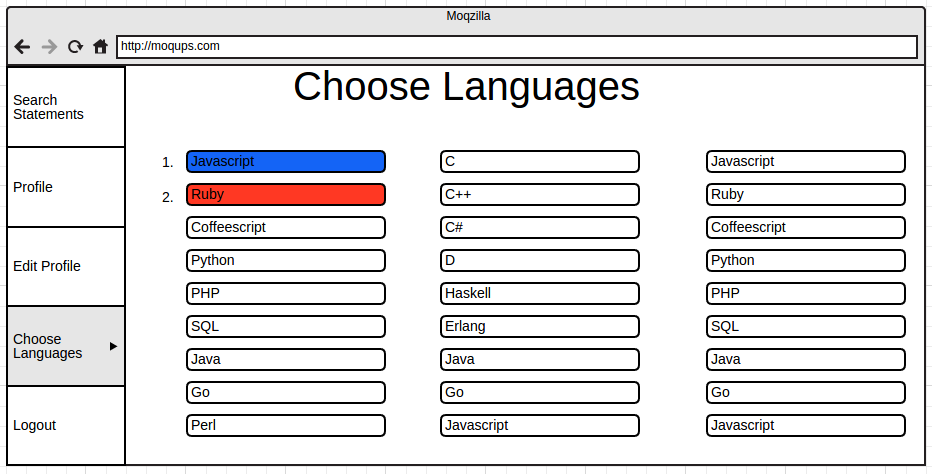 Moqzilla
http://moqups.com
Search
Statements
Profile
Edit Profile
Choose
Languages
Logout
Choose Languages
1. Javascript
2. Ruby
Coffeescript
Python
PHP
SQL
Java
Go
Perl
C
C++
C#
D
Haskell
Erlang
Java
Go
Javascript
Javascript
Ruby
Coffeescript
Python
PHP
SQL
Java
Go
Javascript